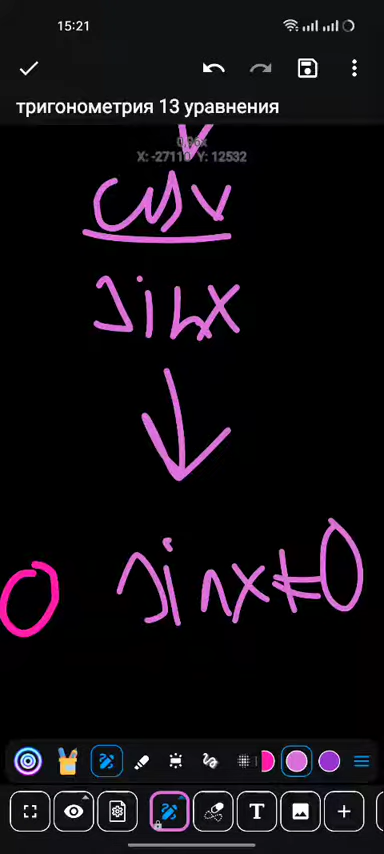 15:21
тригонометрия 13 уравнения
X: -27110 Y: 12532
cosx
sinx
sinx≠0
T